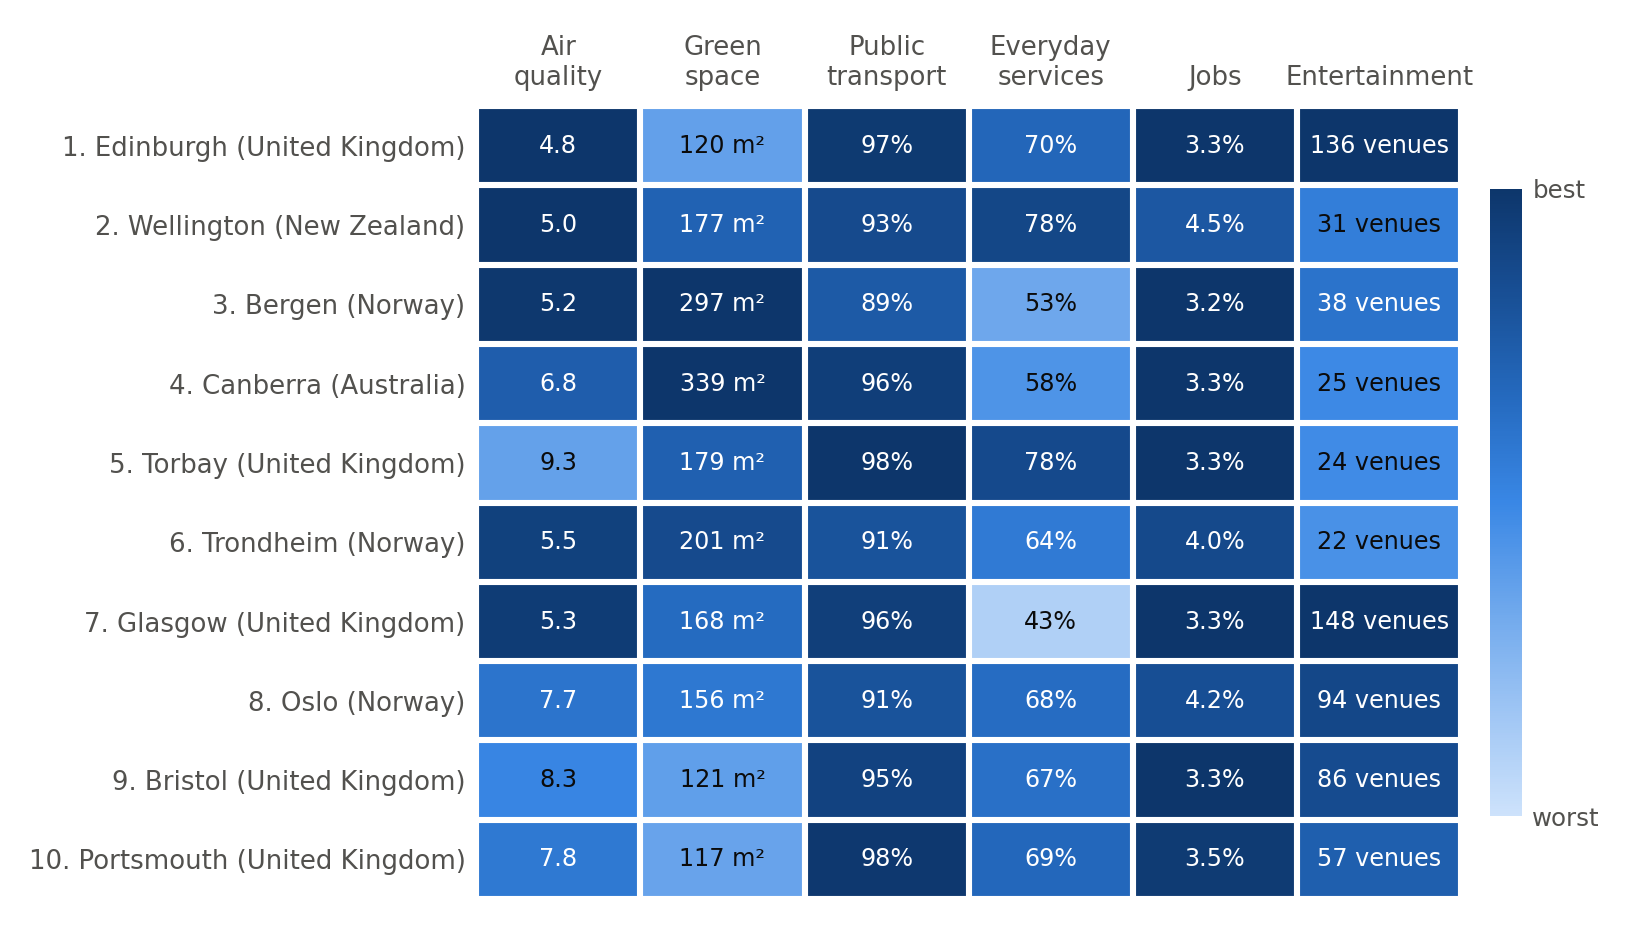 Air
quality
Green
space
Public
transport
Everyday
services
Jobs
Entertainment
1. Edinburgh (United Kingdom) 4.8 120 m² 97% 70% 3.3% 136 venues
2. Wellington (New Zealand) 5.0 177 m² 93% 78% 4.5% 31 venues
3. Bergen (Norway) 5.2 297 m² 89% 53% 3.2% 38 venues
4. Canberra (Australia) 6.8 339 m² 96% 58% 3.3% 25 venues
5. Torbay (United Kingdom) 9.3 179 m² 98% 78% 3.3% 24 venues
6. Trondheim (Norway) 5.5 201 m² 91% 64% 4.0% 22 venues
7. Glasgow (United Kingdom) 5.3 168 m² 96% 43% 3.3% 148 venues
8. Oslo (Norway) 7.7 156 m² 91% 68% 4.2% 94 venues
9. Bristol (United Kingdom) 8.3 121 m² 95% 67% 3.3% 86 venues
10. Portsmouth (United Kingdom) 7.8 117 m² 98% 69% 3.5% 57 venues
best
worst